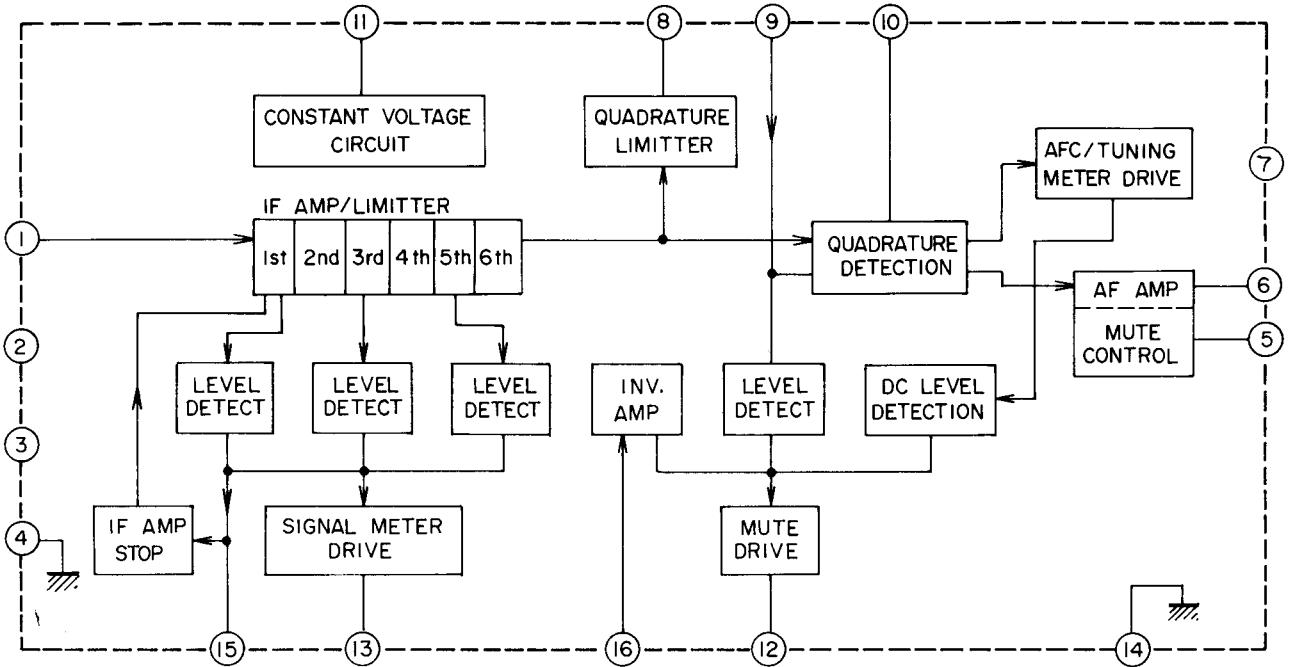 11
8
9
10
CONSTANT VOLTAGE
CIRCUIT
QUADRATURE
LIMITTER
AFC/TUNING
METER DRIVE
7
IF AMP/LIMITTER
1
1st 2nd 3rd 4th 5th 6th
QUADRATURE
DETECTION
AF AMP
6
MUTE
CONTROL
5
2
LEVEL
DETECT
LEVEL
DETECT
LEVEL
DETECT
INV.
AMP
LEVEL
DETECT
DC LEVEL
DETECTION
3
4
IF AMP
STOP
SIGNAL METER
DRIVE
MUTE
DRIVE
15
13
16
12
14